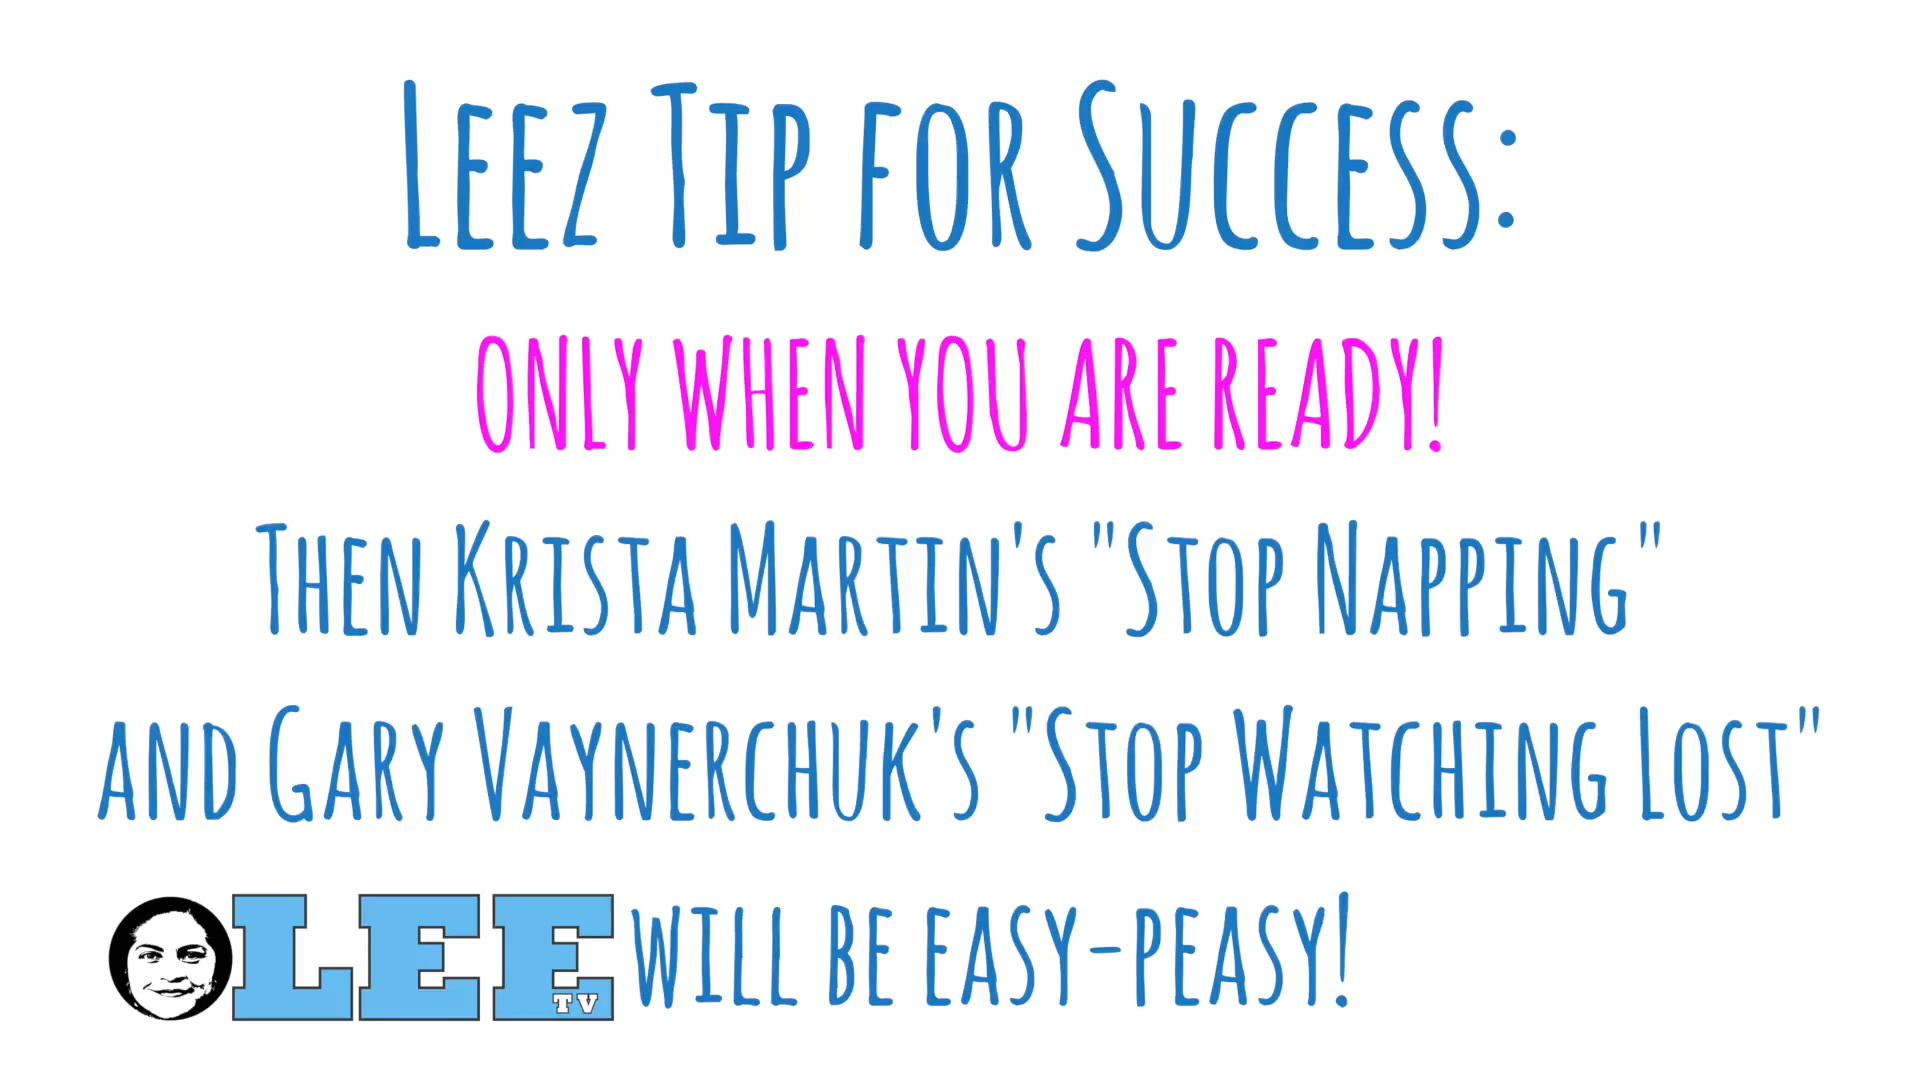 Leez Tip for Success:
ONLY WHEN YOU ARE READY!
Then Krista Martin's "Stop Napping"
and Gary Vaynerchuk's "Stop Watching Lost"
LEE TV will be easy-peasy!